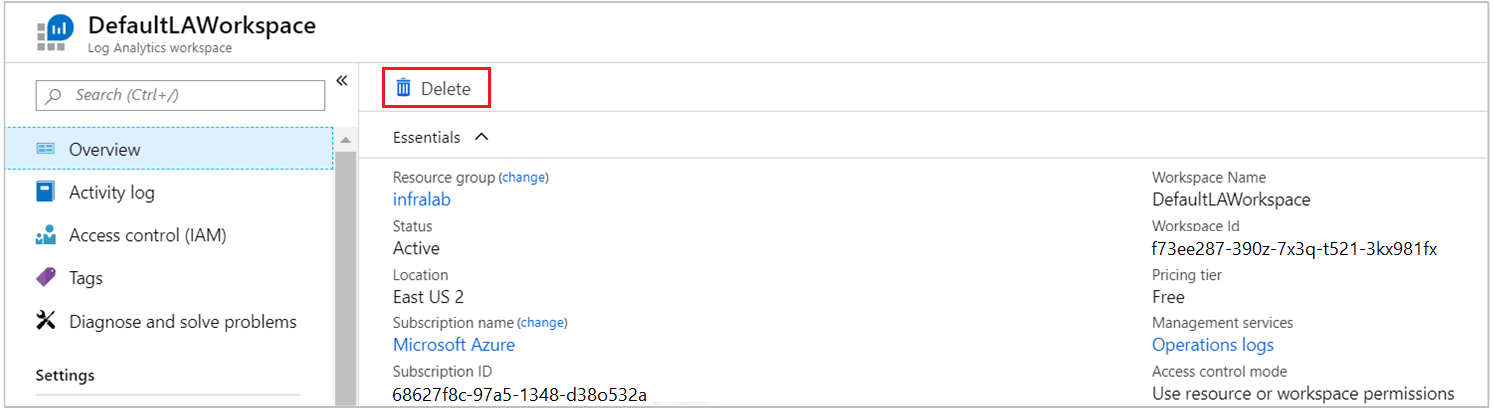 DefaultLAWorkspace
Log Analytics workspace
Search (Ctrl+/)
«
Overview
Activity log
Access control (IAM)
Tags
Diagnose and solve problems
Settings
Delete
Essentials
Resource group (change)
infralab
Status
Active
Location
East US 2
Subscription name (change)
Microsoft Azure
Subscription ID
68627f8c-97a5-1348-d38o532a
Workspace Name
DefaultLAWorkspace
Workspace Id
f73ee287-390z-7x3q-t521-3kx981fx
Pricing tier
Free
Management services
Operations logs
Access control mode
Use resource or workspace permissions